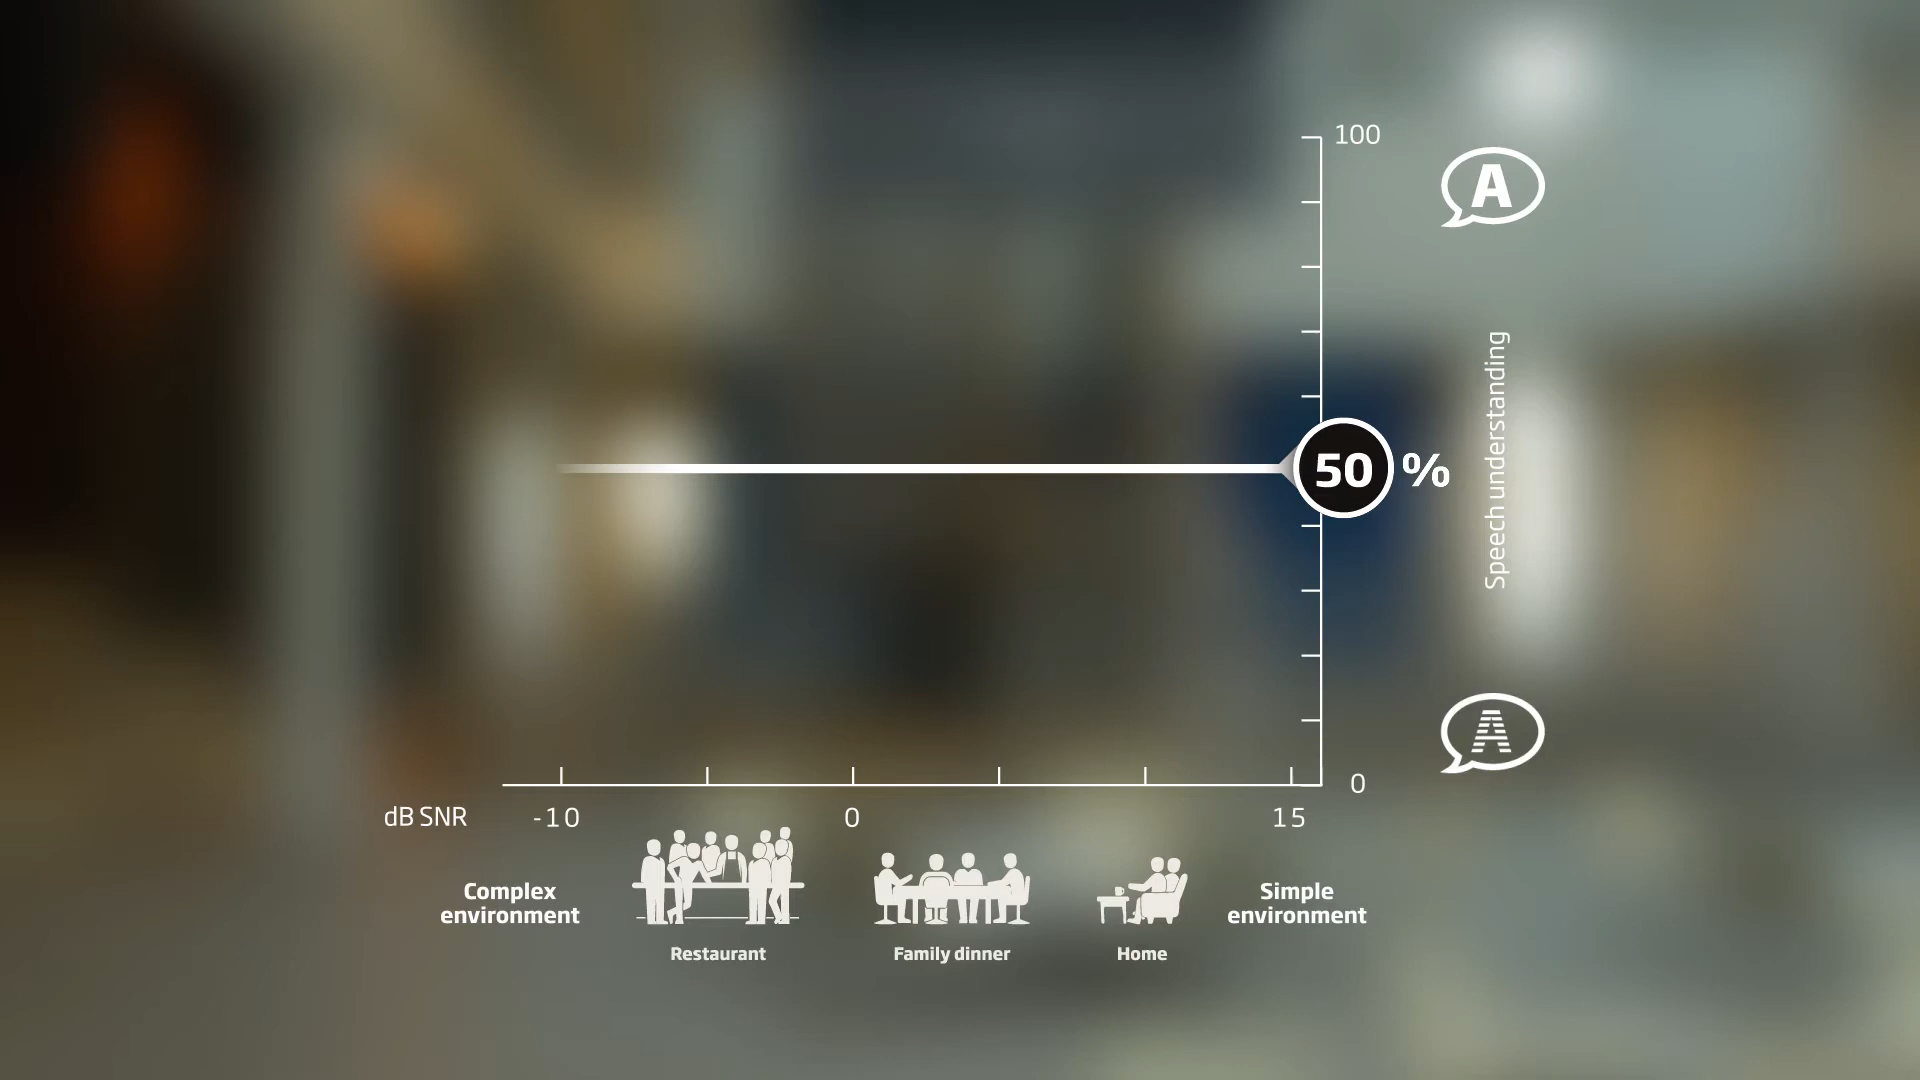 100
A
Speech understanding
50 %
A
0
dB SNR
-10
0
15
Complex
environment
Simple
environment
Restaurant
Family dinner
Home